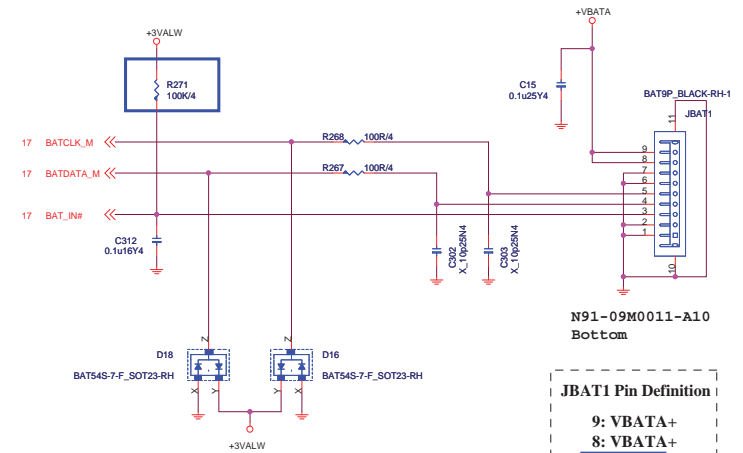 +3VALW
R271
100K/4
+VBATA
C15
0.1u25Y4
BAT9P_BLACK-RH-1
JBAT1
11
9
8
7
6
5
4
3
2
1
10
17 BATCLK_M
R268 100R/4
17 BATDATA_M
R267 100R/4
17 BAT_IN#
C312
0.1u16Y4
C302
X_10p25N4
C303
X_10p25N4
N91-09M0011-A10
Bottom
Z
Z
D18
BAT54S-7-F_SOT23-RH
D16
BAT54S-7-F_SOT23-RH
X
Y
Y
X
+3VALW
JBAT1 Pin Definition
9: VBATA+
8: VBATA+